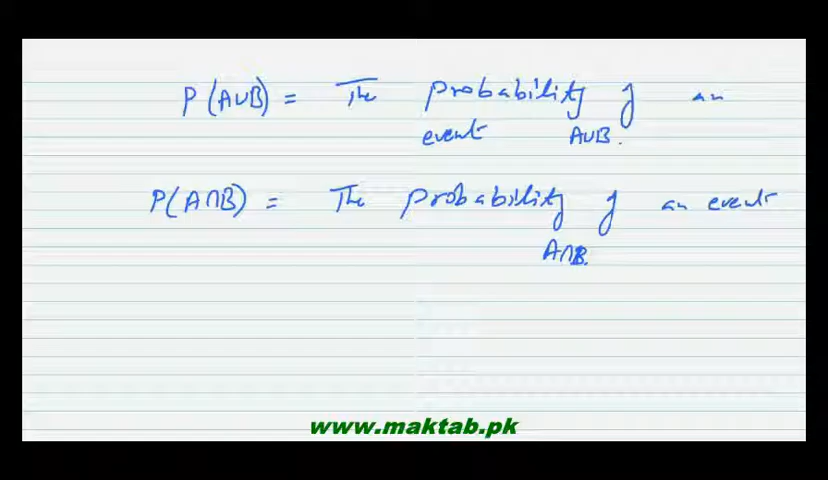 P(A∪B) = The probability of an
event A∪B.
P(A∩B) = The probability of an event
A∩B.
www.maktab.pk